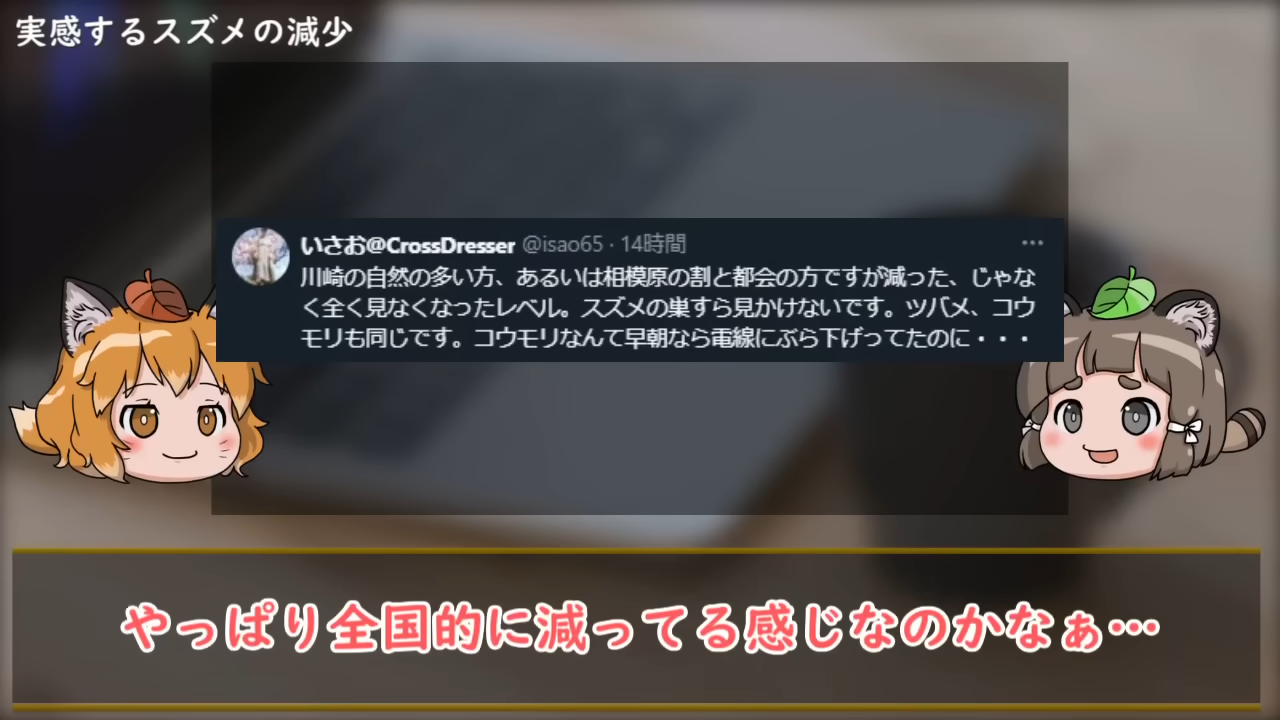 実感するスズメの減少
いさお@CrossDresser @isao65 · 14時間 ···
川崎の自然の多い方、あるいは相模原の割と都会の方ですが減った、じゃな
く全く見なくなったレベル。スズメの巣すら見かけないです。ツバメ、コウ
モリも同じです。コウモリなんて早朝なら電線にぶら下げってたのに・・・
やっぱり全国的に減ってる感じなのかなぁ…